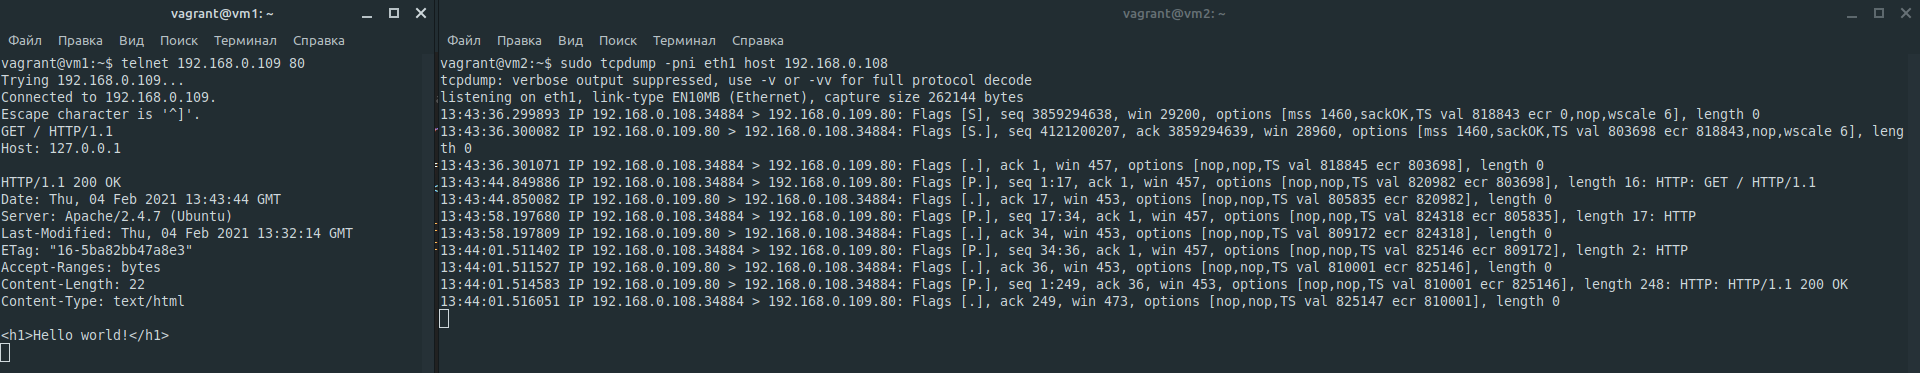 vagrant@vm1: ~
Файл Правка Вид Поиск Терминал Справка
vagrant@vm1:~$ telnet 192.168.0.109 80
Trying 192.168.0.109...
Connected to 192.168.0.109.
Escape character is '^]'.
GET / HTTP/1.1
Host: 127.0.0.1
HTTP/1.1 200 OK
Date: Thu, 04 Feb 2021 13:43:44 GMT
Server: Apache/2.4.7 (Ubuntu)
Last-Modified: Thu, 04 Feb 2021 13:32:14 GMT
ETag: "16-5ba82bb47a8e3"
Accept-Ranges: bytes
Content-Length: 22
Content-Type: text/html
<h1>Hello world!</h1>
vagrant@vm2: ~
Файл Правка Вид Поиск Терминал Справка
vagrant@vm2:~$ sudo tcpdump -pni eth1 host 192.168.0.108
tcpdump: verbose output suppressed, use -v or -vv for full protocol decode
listening on eth1, link-type EN10MB (Ethernet), capture size 262144 bytes
13:43:36.299893 IP 192.168.0.108.34884 > 192.168.0.109.80: Flags [S], seq 3859294638, win 29200, options [mss 1460,sackOK,TS val 818843 ecr 0,nop,wscale 6], length 0
13:43:36.300082 IP 192.168.0.109.80 > 192.168.0.108.34884: Flags [S.], seq 4121200207, ack 3859294639, win 28960, options [mss 1460,sackOK,TS val 803698 ecr 818843,nop,wscale 6], leng
th 0
13:43:36.301071 IP 192.168.0.108.34884 > 192.168.0.109.80: Flags [.], ack 1, win 457, options [nop,nop,TS val 818845 ecr 803698], length 0
13:43:44.849886 IP 192.168.0.108.34884 > 192.168.0.109.80: Flags [P.], seq 1:17, ack 1, win 457, options [nop,nop,TS val 820982 ecr 803698], length 16: HTTP: GET / HTTP/1.1
13:43:44.850082 IP 192.168.0.109.80 > 192.168.0.108.34884: Flags [.], ack 17, win 453, options [nop,nop,TS val 805835 ecr 820982], length 0
13:43:58.197680 IP 192.168.0.108.34884 > 192.168.0.109.80: Flags [P.], seq 17:34, ack 1, win 457, options [nop,nop,TS val 824318 ecr 805835], length 17: HTTP
13:43:58.197809 IP 192.168.0.109.80 > 192.168.0.108.34884: Flags [.], ack 34, win 453, options [nop,nop,TS val 809172 ecr 824318], length 0
13:44:01.511402 IP 192.168.0.108.34884 > 192.168.0.109.80: Flags [P.], seq 34:36, ack 1, win 457, options [nop,nop,TS val 825146 ecr 809172], length 2: HTTP
13:44:01.511527 IP 192.168.0.109.80 > 192.168.0.108.34884: Flags [.], ack 36, win 453, options [nop,nop,TS val 810001 ecr 825146], length 0
13:44:01.514583 IP 192.168.0.109.80 > 192.168.0.108.34884: Flags [P.], seq 1:249, ack 36, win 453, options [nop,nop,TS val 810001 ecr 825146], length 248: HTTP: HTTP/1.1 200 OK
13:44:01.516051 IP 192.168.0.108.34884 > 192.168.0.109.80: Flags [.], ack 249, win 473, options [nop,nop,TS val 825147 ecr 810001], length 0